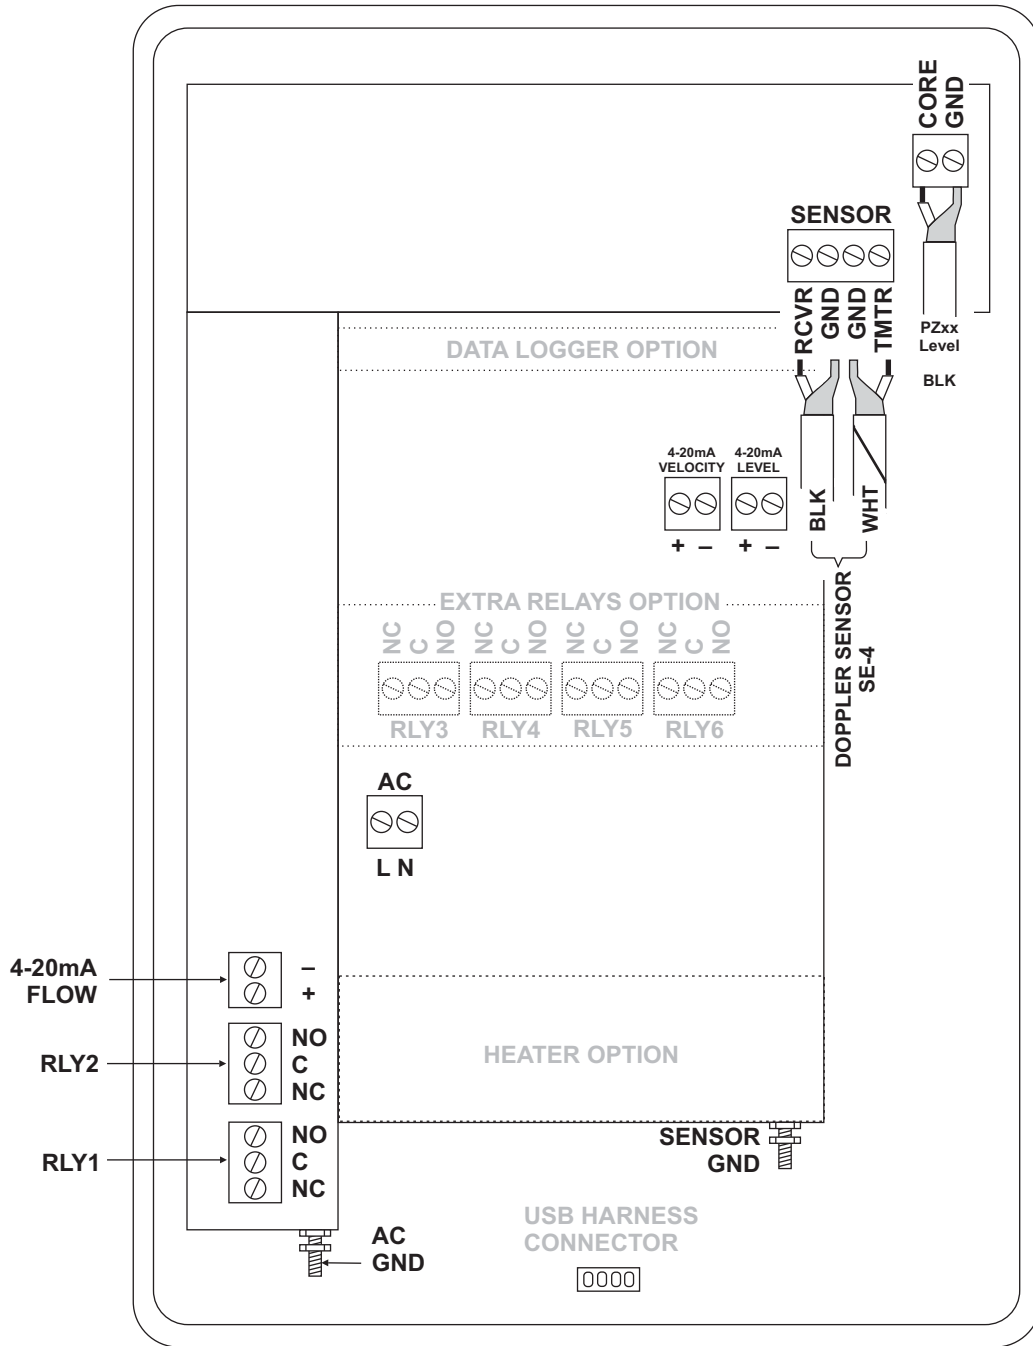 CORE
GND
SENSOR
RCVR
GND
GND
TMTR
PZxx
Level
BLK
DATA LOGGER OPTION
4-20mA
VELOCITY
4-20mA
LEVEL
+ –
+ –
BLK
WHT
DOPPLER SENSOR
SE-4
EXTRA RELAYS OPTION
NC
C
NO
NC
C
NO
NC
C
NO
NC
C
NO
RLY3
RLY4
RLY5
RLY6
AC
L N
4-20mA
FLOW
–
+
RLY2
NO
C
NC
HEATER OPTION
RLY1
NO
C
NC
SENSOR
GND
AC
GND
USB HARNESS
CONNECTOR